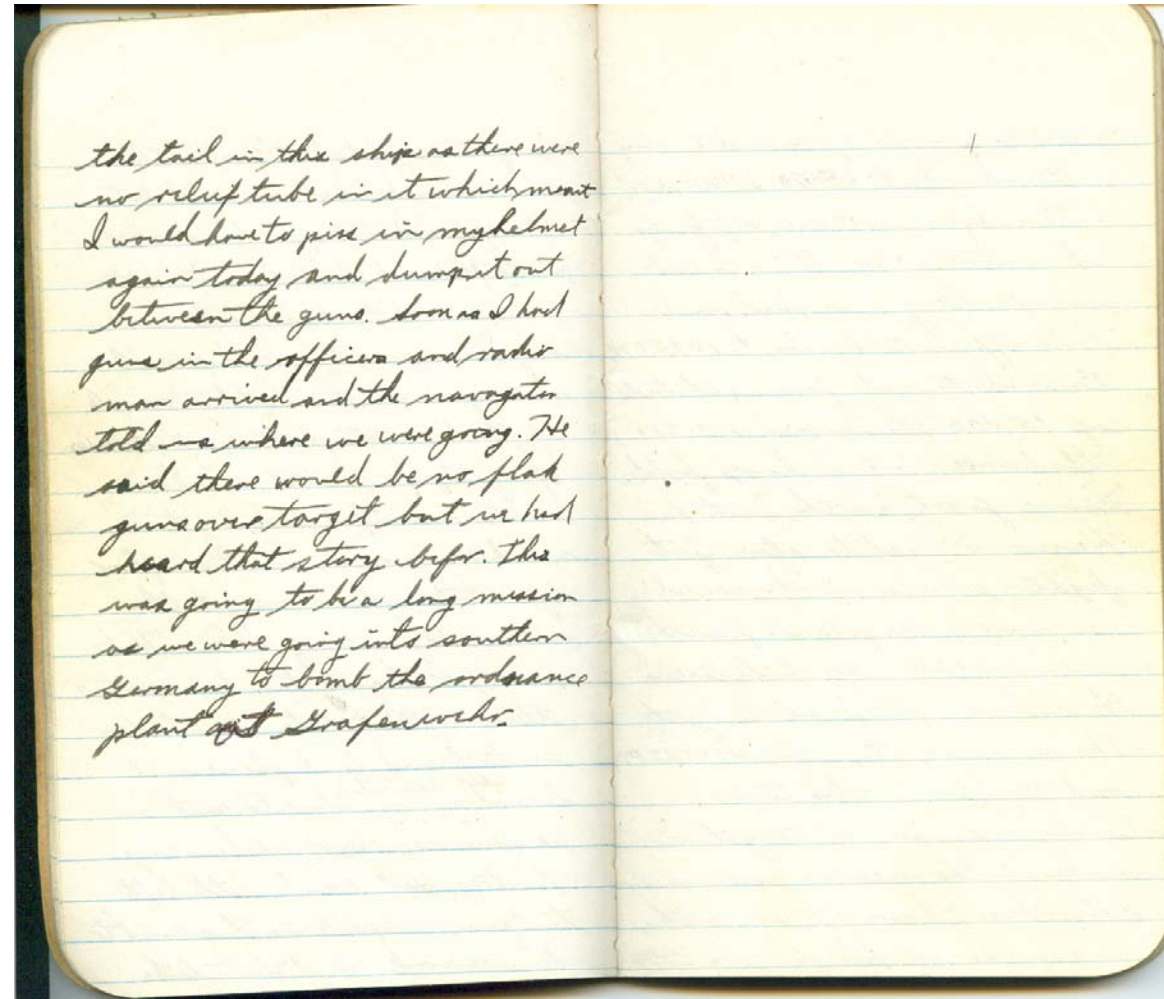 the tail in this ship as there were
no relief tube in it which meant
I would have to piss in my helmet
again today and dump it out
between the guns. Soon as I had
guns in the officers and radio
man arrived and the navagator
told us where we were going. He
said there would be no flak
guns over target but we had
heard that story befor. This
was going to be a long mission
as we were going into southern
Germany to bomb the ordnance
plant at Grafenwohr.